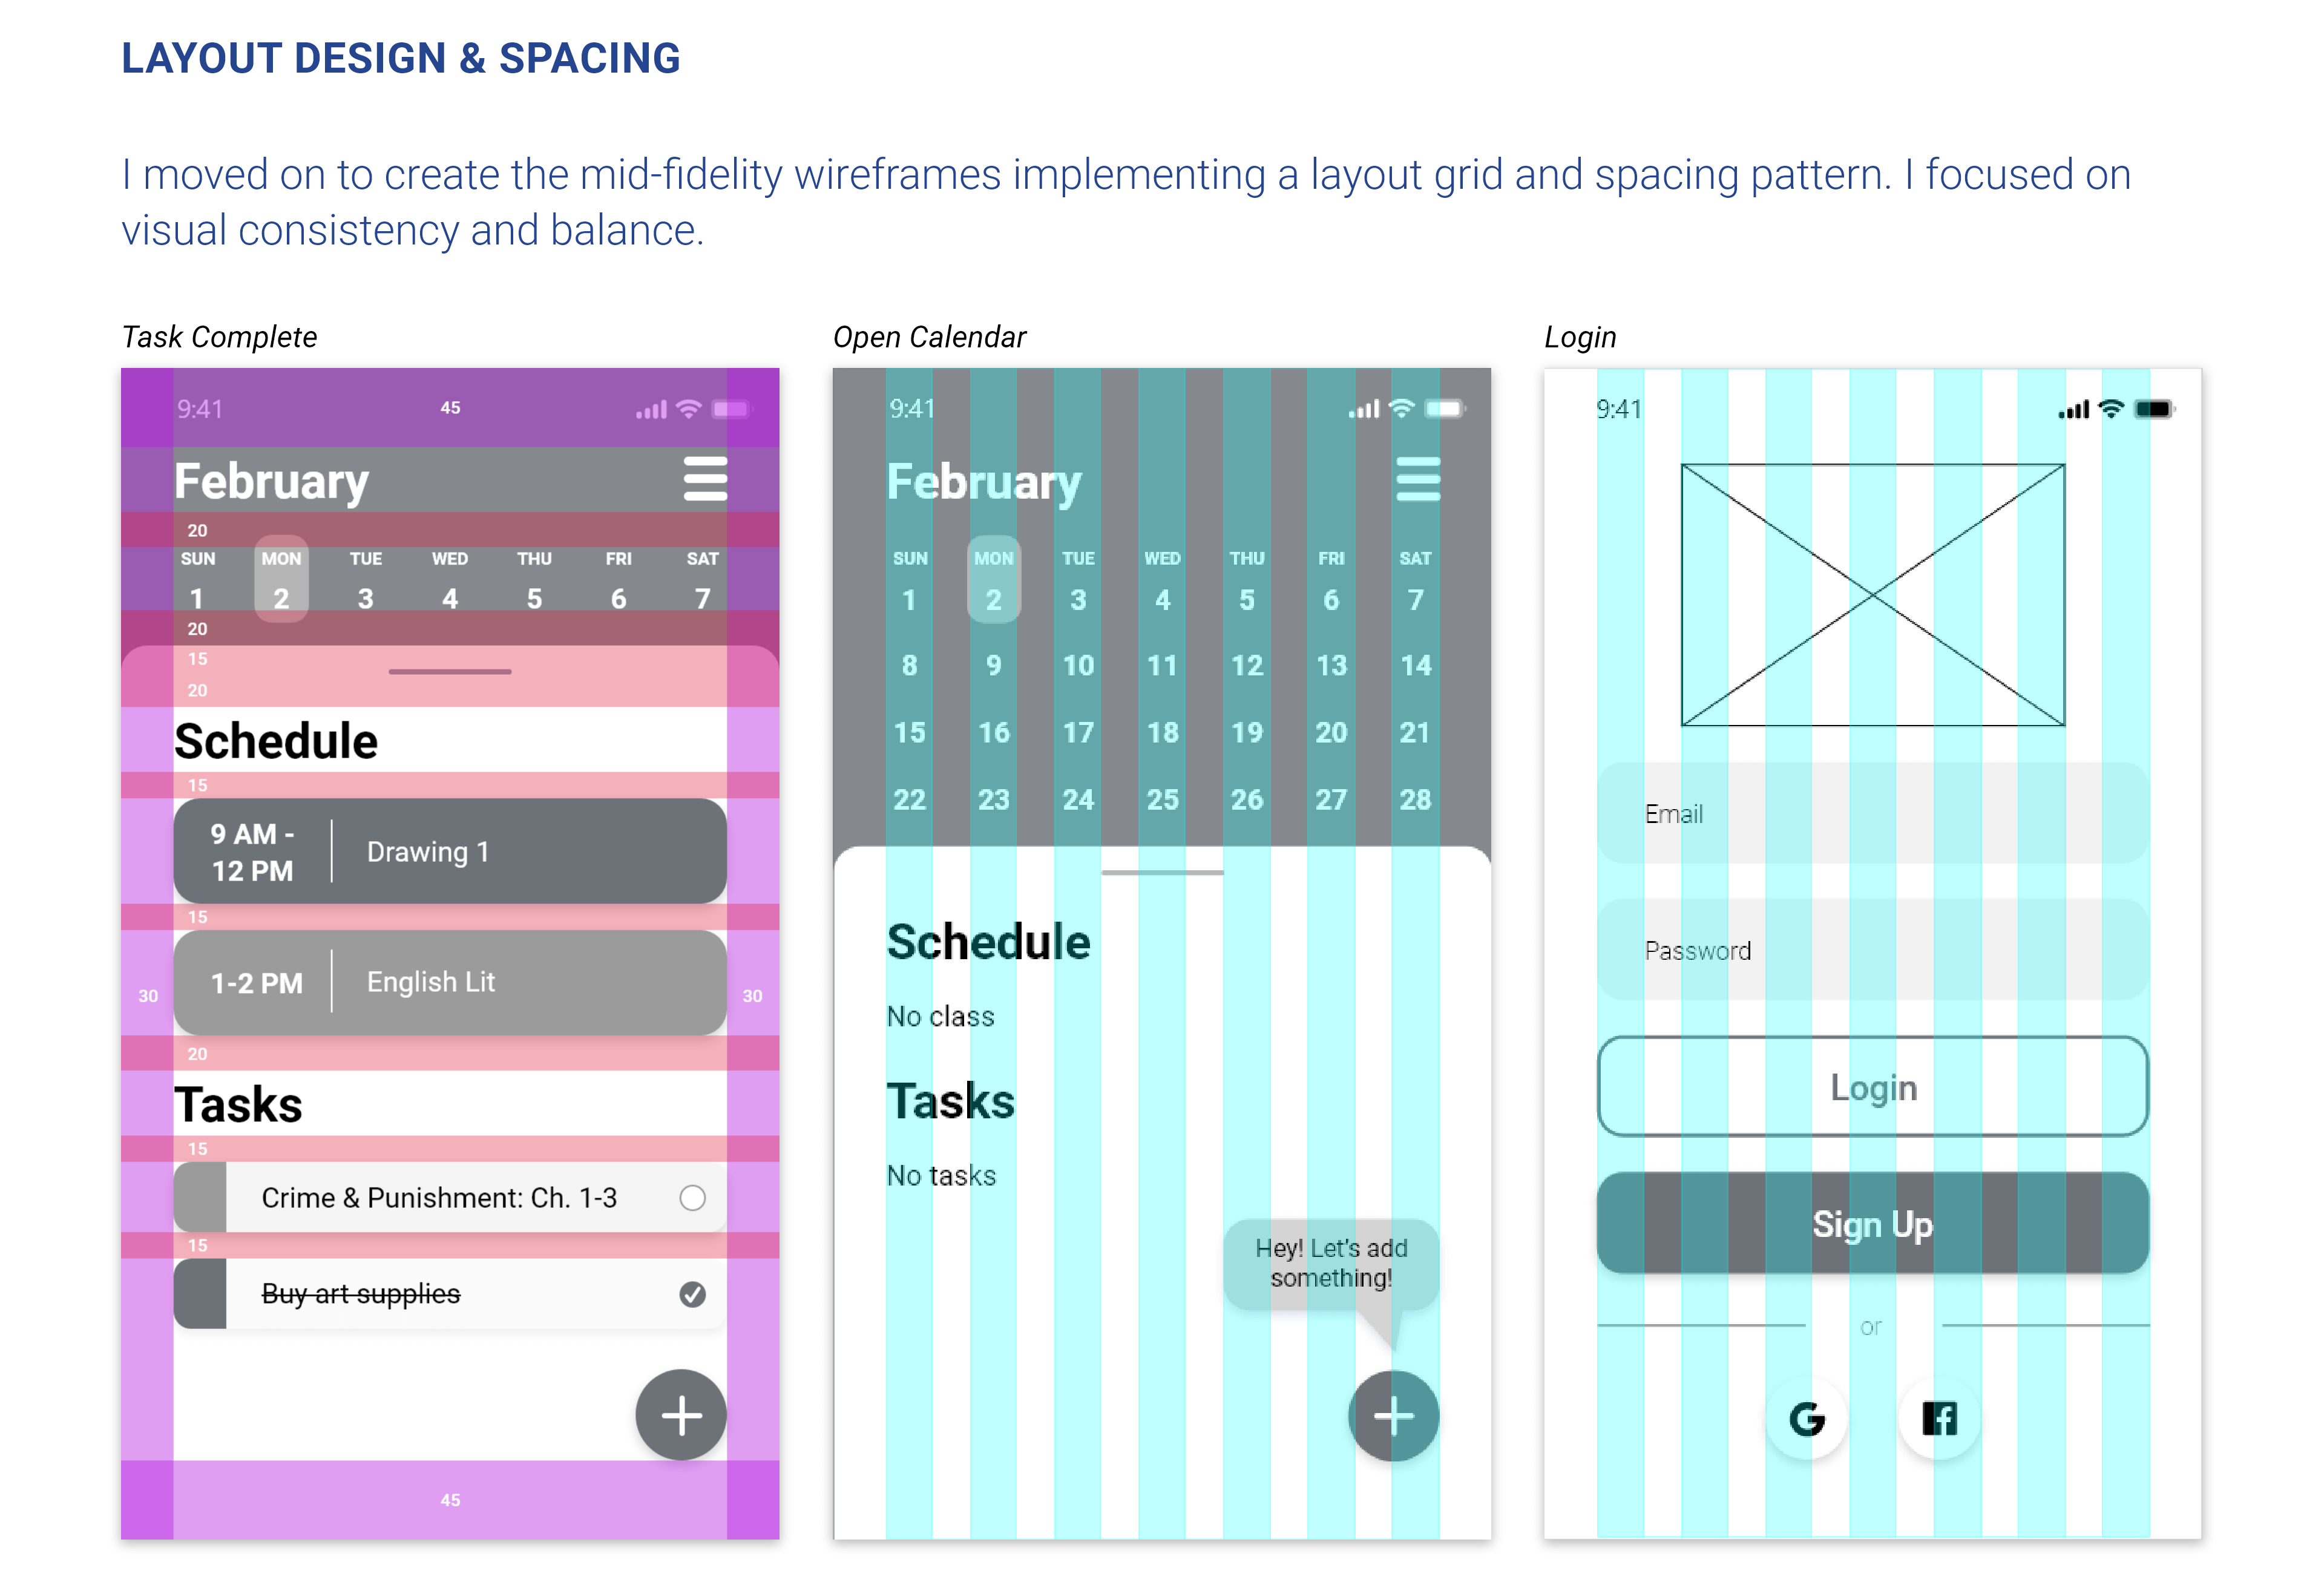 LAYOUT DESIGN & SPACING
I moved on to create the mid-fidelity wireframes implementing a layout grid and spacing pattern. I focused on
visual consistency and balance.
Task Complete
9:41
45
February
20
SUN MON TUE WED THU FRI SAT
1 2 3 4 5 6 7
20
15
20
Schedule
15
9 AM -
12 PM
Drawing 1
15
1-2 PM
English Lit
30
30
20
Tasks
15
Crime & Punishment: Ch. 1-3
15
Buy art supplies
45
Open Calendar
9:41
February
SUN MON TUE WED THU FRI SAT
1 2 3 4 5 6 7
8 9 10 11 12 13 14
15 16 17 18 19 20 21
22 23 24 25 26 27 28
Schedule
No class
Tasks
No tasks
Hey! Let's add
something!
Login
9:41
Email
Password
Login
Sign Up
or